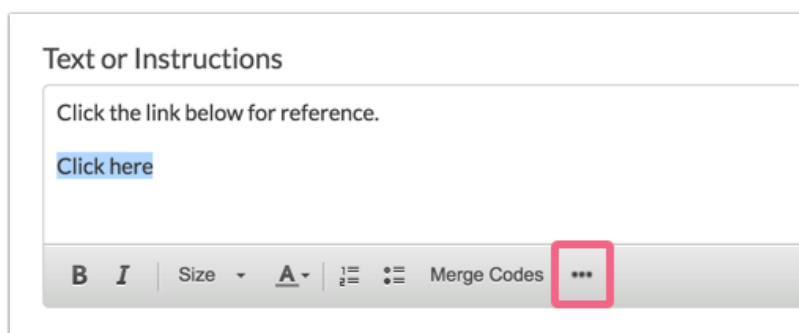 Text or Instructions
Click the link below for reference.
Click here
B I Size A Merge Codes •••